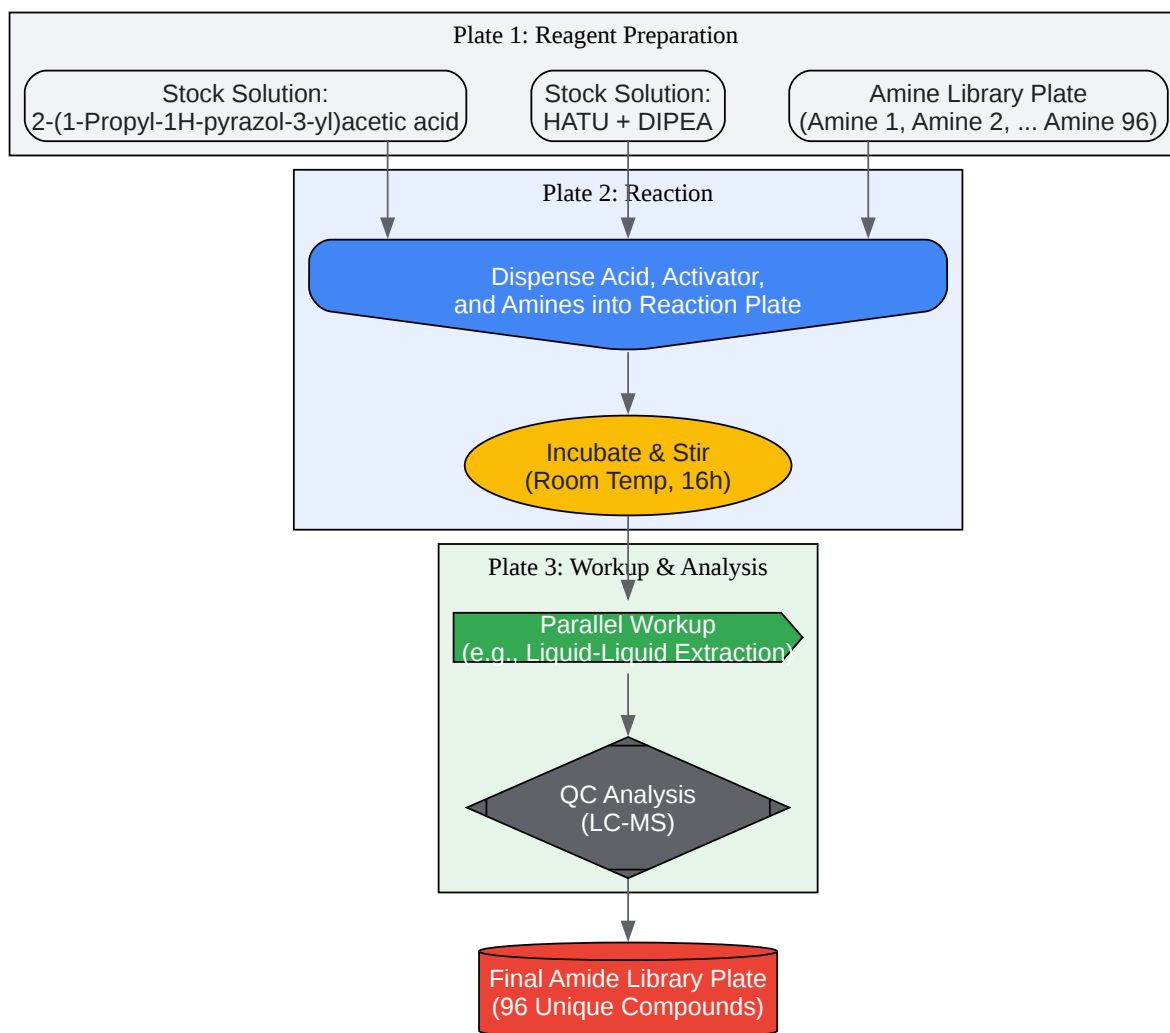 Plate 1: Reagent Preparation
Stock Solution:
2-(1-Propyl-1H-pyrazol-3-yl)acetic acid
Stock Solution:
HATU + DIPEA
Amine Library Plate
(Amine 1, Amine 2, ... Amine 96)
Plate 2: Reaction
Dispense Acid, Activator,
and Amines into Reaction Plate
Incubate & Stir
(Room Temp, 16h)
Plate 3: Workup & Analysis
Parallel Workup
(e.g., Liquid-Liquid Extraction)
QC Analysis
(LC-MS)
Final Amide Library Plate
(96 Unique Compounds)